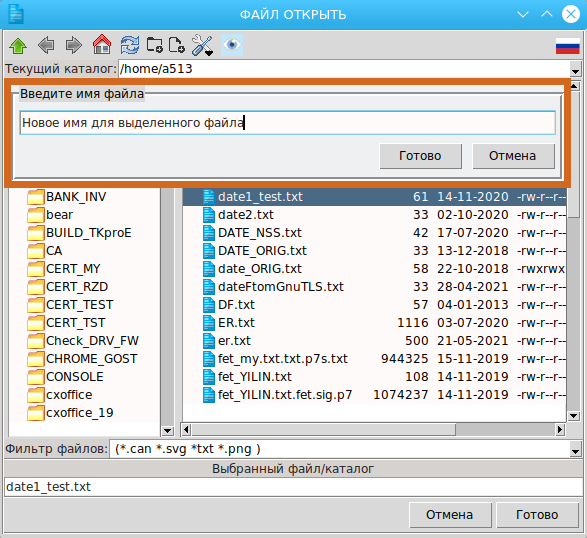 ФАЙЛ ОТКРЫТЬ
Текущий каталог: /home/a513
Введите имя файла
Новое имя для выделенного файла
Готово Отмена
BANK_INV date1_test.txt 61 14-11-2020 -rw-r--r--
bear date2.txt 33 02-10-2020 -rw-r--r--
BUILD_TKproE DATE_NSS.txt 42 17-07-2020 -rw-r--r--
CA DATE_ORIG.txt 33 13-12-2018 -rw-r--r--
CERT_MY date_ORIG.txt 58 22-10-2018 -rwxrwx
CERT_RZD dateFtomGnuTLS.txt 33 28-04-2021 -rw-r--r--
CERT_TEST DF.txt 57 04-01-2013 -rw-r--r--
CERT_TST ER.txt 1116 03-07-2020 -rw-r--r--
Check_DRV_FW er.txt 500 21-05-2021 -rw-r--r--
CHROME_GOST fet_my.txt.txt.p7s.txt 944325 15-11-2019 -rw-r--r--
CONSOLE fet_YILIN.txt 108 14-11-2019 -rw-r--r--
cxoffice fet_YILIN.txt.fet.sig.p7 1074237 14-11-2019 -rw-r--r--
cxoffice_19
Фильтр файлов: (*.can *.svg *txt *.png )
Выбранный файл/каталог
date1_test.txt
Отмена Готово